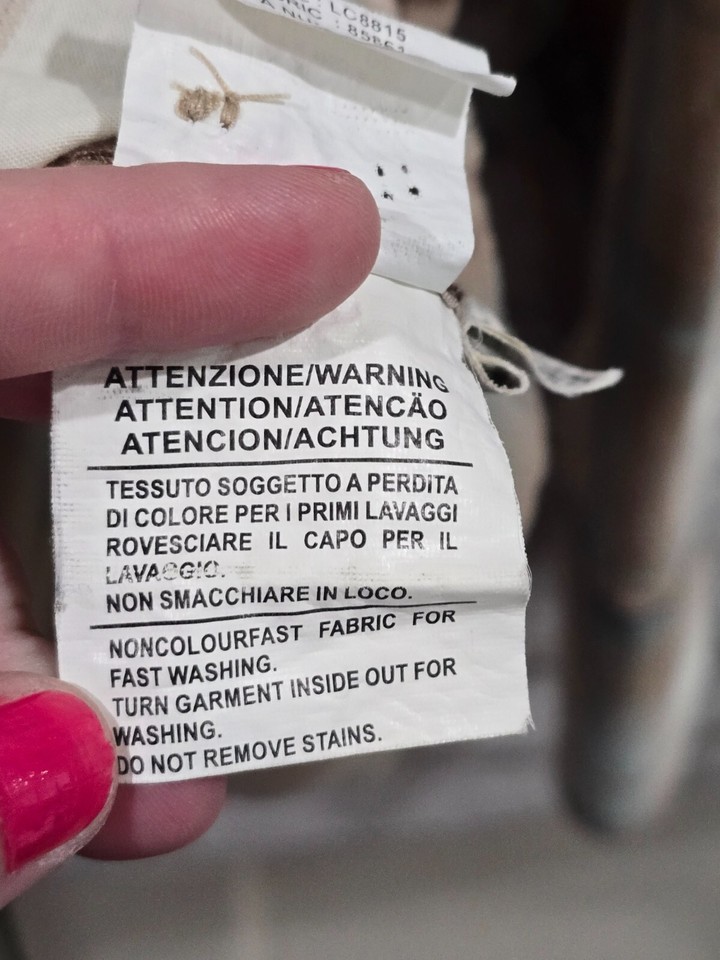 : LC8815
ATTENZIONE/WARNING
ATTENTION/ATENCÄO
ATENCION/ACHTUNG
TESSUTO SOGGETTO A PERDITA
DI COLORE PER I PRIMI LAVAGGI
ROVESCIARE IL CAPO PER IL
LAVAGGIO.
NON SMACCHIARE IN LOCO.
NONCOLOURFAST FABRIC FOR
FAST WASHING.
TURN GARMENT INSIDE OUT FOR
WASHING.
DO NOT REMOVE STAINS.